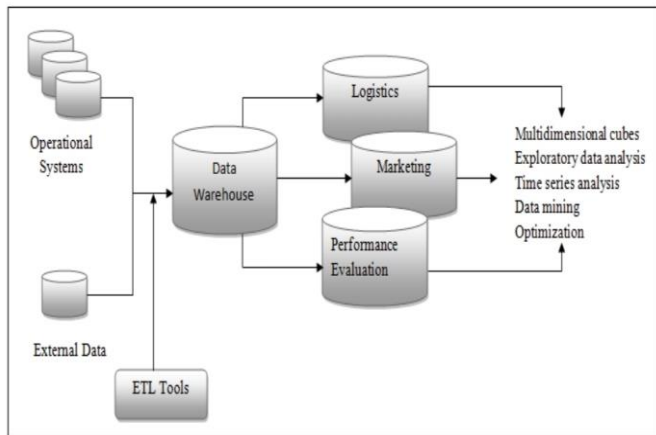 Operational
Systems
External Data
ETL Tools
Data
Warehouse
Logistics
Marketing
Performance
Evaluation
Multidimensional cubes
Exploratory data analysis
Time series analysis
Data mining
Optimization